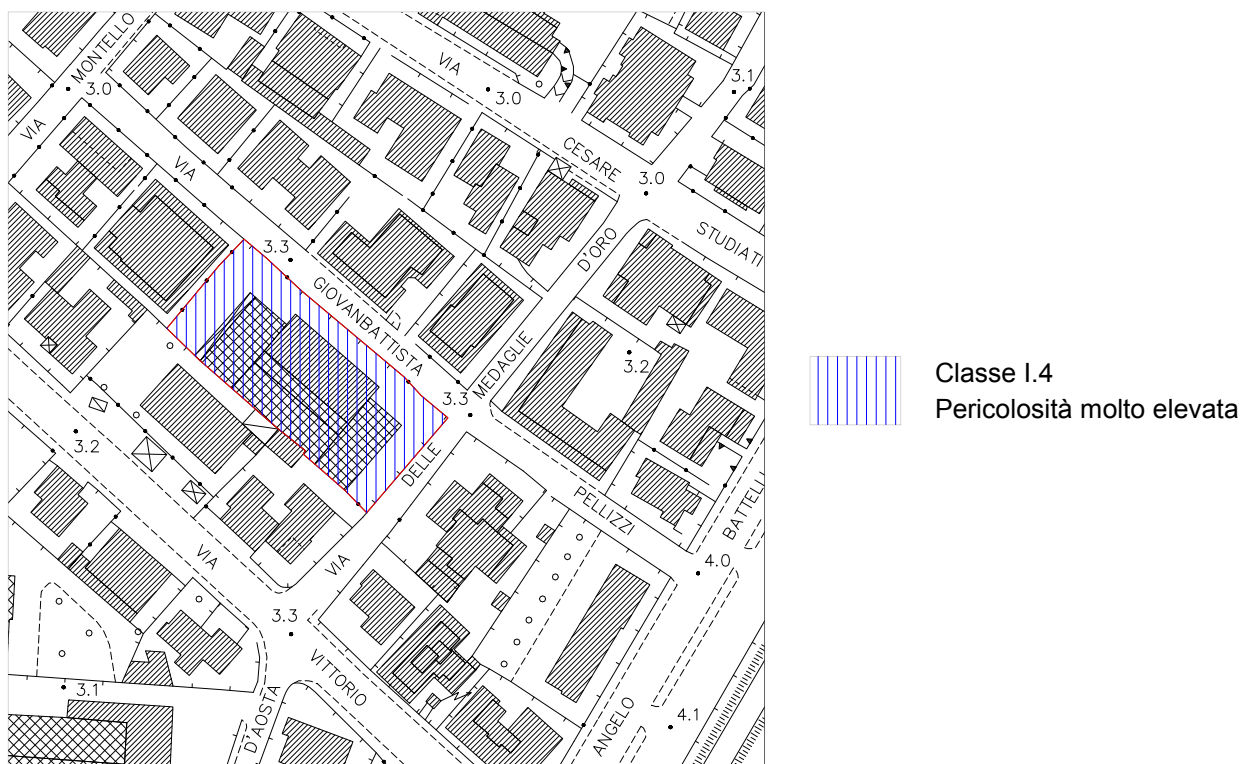 VIA MONTELLO
3.0
VIA
3.0
3.1
CESARE
3.0
STUDIATI
VIA
3.3
GIOVANBATTISTA
D'ORO
MEDAGLIE
3.2
3.3
DELLE
VIA
PELLIZZI
BATTELLI
3.2
4.0
VIA
3.3
VITTORIO
3.1
D'AOSTA
ANGELO
4.1
Classe I.4
Pericolosità molto elevata